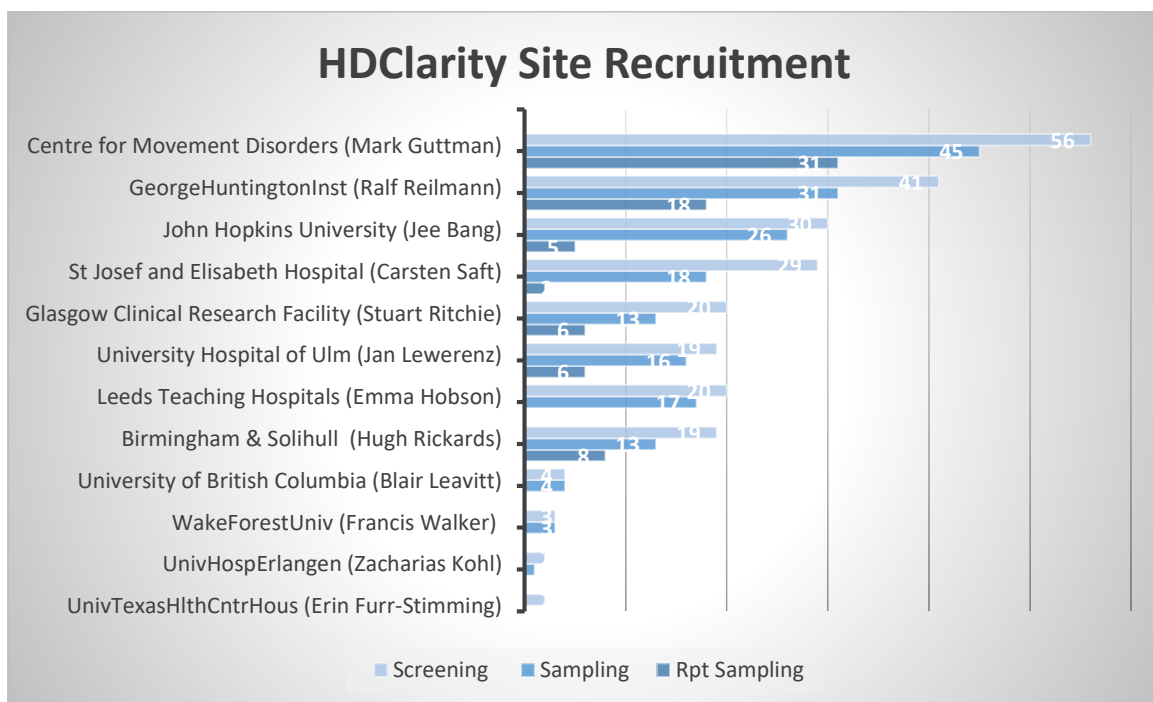 HDClarity Site Recruitment
Centre for Movement Disorders (Mark Guttman)
56
45
31
GeorgeHuntingtonInst (Ralf Reilmann)
41
31
18
John Hopkins University (Jee Bang)
30
26
5
St Josef and Elisabeth Hospital (Carsten Saft)
29
18
Glasgow Clinical Research Facility (Stuart Ritchie)
20
13
6
University Hospital of Ulm (Jan Lewerenz)
19
16
6
Leeds Teaching Hospitals (Emma Hobson)
20
17
Birmingham & Solihull (Hugh Rickards)
19
13
8
University of British Columbia (Blair Leavitt)
4
4
WakeForestUniv (Francis Walker)
3
3
UnivHospErlangen (Zacharias Kohl)
UnivTexasHlthCntrHous (Erin Furr-Stimming)
Screening Sampling Rpt Sampling